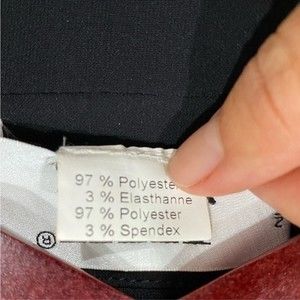 97 % Polyester
3 % Elasthanne
97 % Polyester
3 % Spendex
®